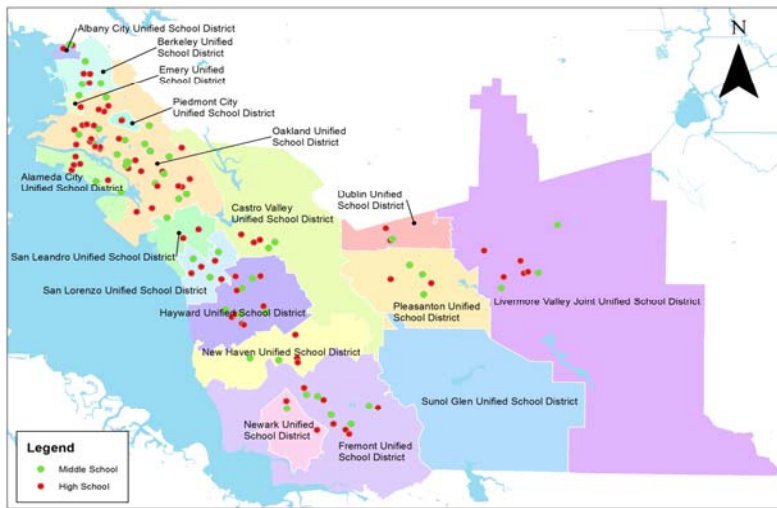 Albany City Unified School District
Berkeley Unified
School District
Emery Unified
School District
Piedmont City
Unified School District
N
Oakland Unified
School District
Alameda City
Unified School District
Castro Valley
Unified School District
Dublin Unified
School District
San Leandro Unified School District
San Lorenzo Unified School District
Hayward Unified School District
Pleasanton Unified
School District
Livermore Valley Joint Unified School District
New Haven Unified School District
Sunol Glen Unified School District
Newark Unified
School District
Fremont Unified
School District
Legend
Middle School
High School